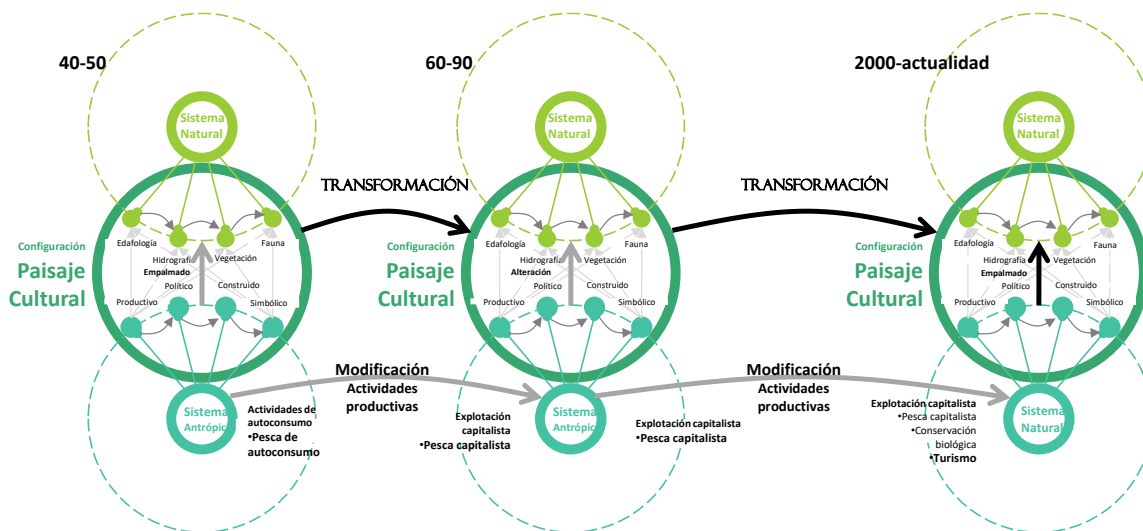 40-50
60-90
2000-actualidad
Sistema
Natural
Sistema
Natural
Sistema
Natural
TRANSFORMACIÓN
TRANSFORMACIÓN
Configuración
Paisaje
Cultural
Edafología
Fauna
Hidrografía
Vegetación
Empalmado
Político
Construido
Productivo
Simbólico
Configuración
Paisaje
Cultural
Edafología
Fauna
Hidrografía
Vegetación
Alteración
Político
Construido
Productivo
Simbólico
Configuración
Paisaje
Cultural
Edafología
Fauna
Hidrografía
Vegetación
Empalmado
Político
Construido
Productivo
Simbólico
Modificación
Actividades
productivas
Modificación
Actividades
productivas
Sistema
Antrópic
Actividades de
autoconsumo
•Pesca de
autoconsumo
Explotación
capitalista
•Pesca capitalista
Sistema
Antrópic
Explotación capitalista
•Pesca capitalista
Explotación capitalista
•Pesca capitalista
•Conservación
biológica
•Turismo
Sistema
Natural